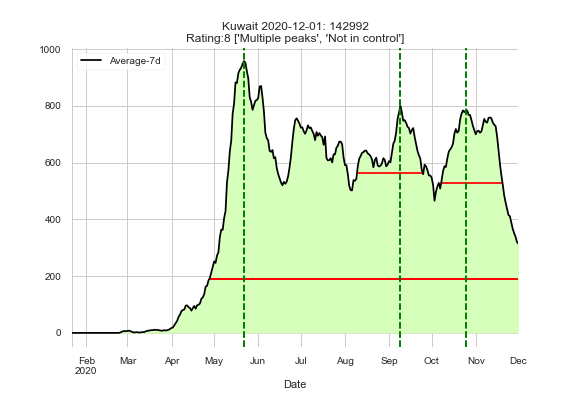 Kuwait 2020-12-01: 142992
Rating:8 ['Multiple peaks', 'Not in control']
Average-7d
1000
800
600
400
200
0
Feb Mar Apr May Jun Jul Aug Sep Oct Nov Dec
2020
Date